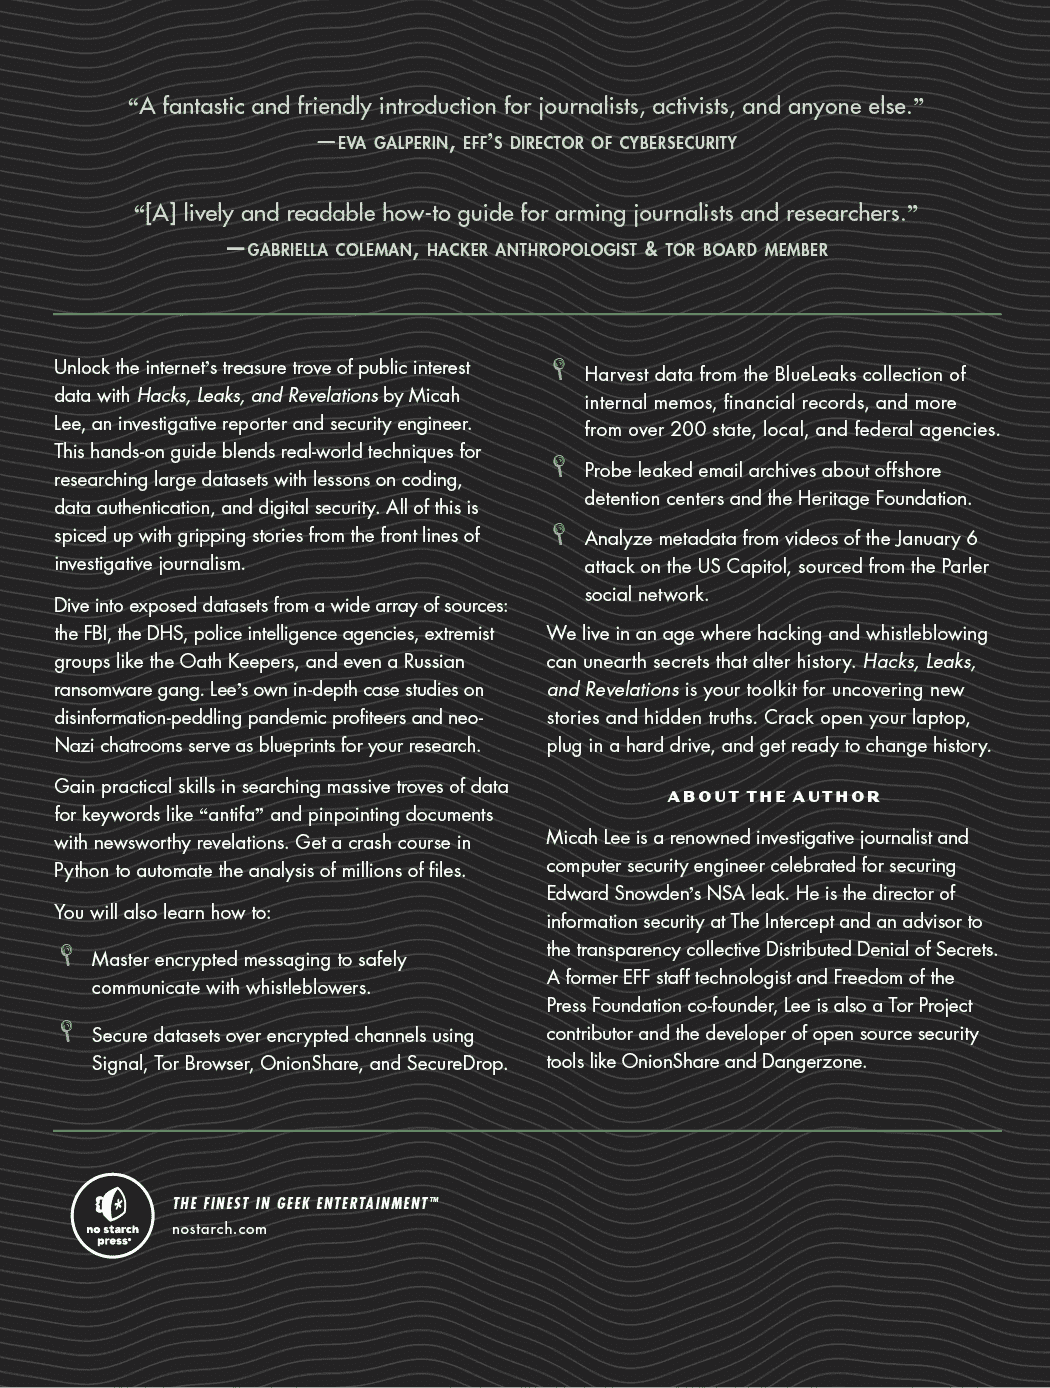 “A fantastic and friendly introduction for journalists, activists, and anyone else.”
—EVA GALPERIN, EFF’S DIRECTOR OF CYBERSECURITY
“[A] lively and readable how-to guide for arming journalists and researchers.”
—GABRIELLA COLEMAN, HACKER ANTHROPOLOGIST & TOR BOARD MEMBER
Unlock the internet’s treasure trove of public interest
data with Hacks, Leaks, and Revelations by Micah
Lee, an investigative reporter and security engineer.
This hands-on guide blends real-world techniques for
researching large datasets with lessons on coding,
data authentication, and digital security. All of this is
spiced up with gripping stories from the front lines of
investigative journalism.
Dive into exposed datasets from a wide array of sources:
the FBI, the DHS, police intelligence agencies, extremist
groups like the Oath Keepers, and even a Russian
ransomware gang. Lee’s own in-depth case studies on
disinformation-peddling pandemic profiteers and neo-
Nazi chatrooms serve as blueprints for your research.
Gain practical skills in searching massive troves of data
for keywords like “antifa” and pinpointing documents
with newsworthy revelations. Get a crash course in
Python to automate the analysis of millions of files.
You will also learn how to:
Master encrypted messaging to safely
communicate with whistleblowers.
Secure datasets over encrypted channels using
Signal, Tor Browser, OnionShare, and SecureDrop.
Harvest data from the BlueLeaks collection of
internal memos, financial records, and more
from over 200 state, local, and federal agencies.
Probe leaked email archives about offshore
detention centers and the Heritage Foundation.
Analyze metadata from videos of the January 6
attack on the US Capitol, sourced from the Parler
social network.
We live in an age where hacking and whistleblowing
can unearth secrets that alter history. Hacks, Leaks,
and Revelations is your toolkit for uncovering new
stories and hidden truths. Crack open your laptop,
plug in a hard drive, and get ready to change history.
ABOUT THE AUTHOR
Micah Lee is a renowned investigative journalist and
computer security engineer celebrated for securing
Edward Snowden’s NSA leak. He is the director of
information security at The Intercept and an advisor to
the transparency collective Distributed Denial of Secrets.
A former EFF staff technologist and Freedom of the
Press Foundation co-founder, Lee is also a Tor Project
contributor and the developer of open source security
tools like OnionShare and Dangerzone.
no starch
press®
THE FINEST IN GEEK ENTERTAINMENT™
nostarch.com